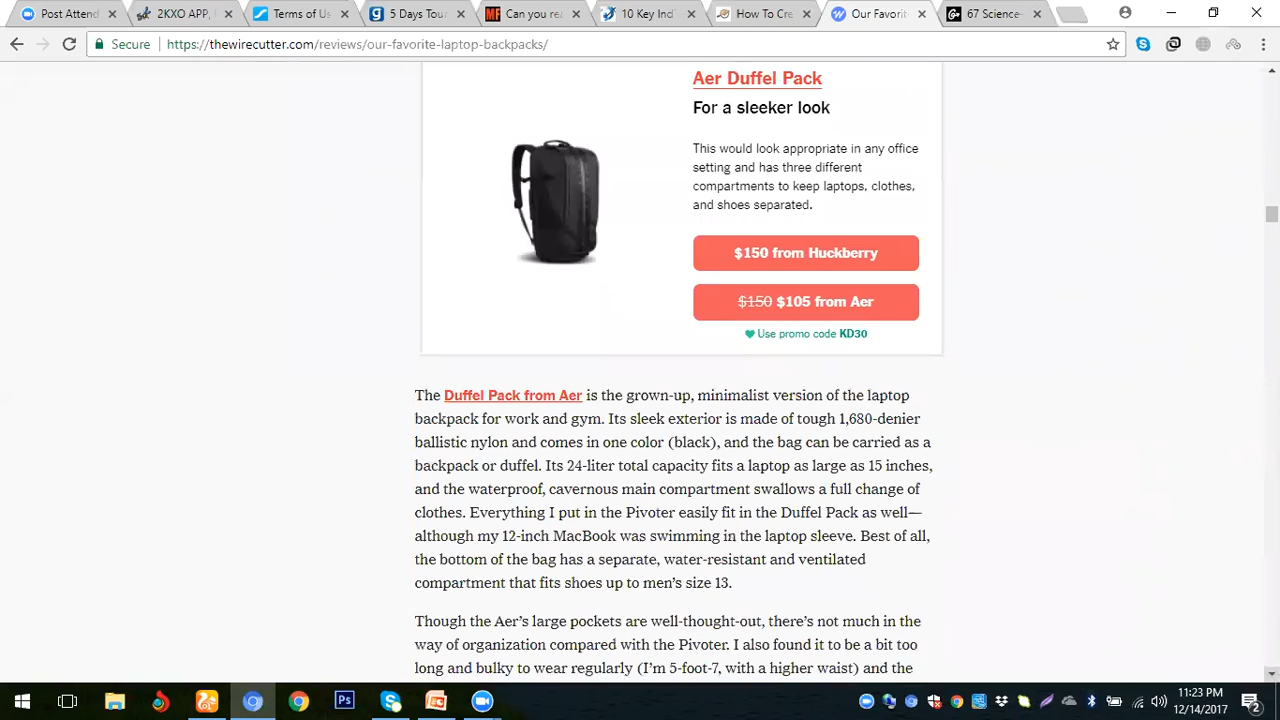 Post Attend
2KXO APP,
Terms of Us
5 Days Tour
Can you rea
10 Key Ind
How To Cre
Our Favorit
67 Science-
Secure
https://thewirecutter.com/reviews/our-favorite-laptop-backpacks/
Aer Duffel Pack
For a sleeker look
This would look appropriate in any office
setting and has three different
compartments to keep laptops, clothes,
and shoes separated.
$150 from Huckberry
$150 $105 from Aer
Use promo code KD30
The Duffel Pack from Aer is the grown-up, minimalist version of the laptop
backpack for work and gym. Its sleek exterior is made of tough 1,680-denier
ballistic nylon and comes in one color (black), and the bag can be carried as a
backpack or duffel. Its 24-liter total capacity fits a laptop as large as 15 inches,
and the waterproof, cavernous main compartment swallows a full change of
clothes. Everything I put in the Pivoter easily fit in the Duffel Pack as well—
although my 12-inch MacBook was swimming in the laptop sleeve. Best of all,
the bottom of the bag has a separate, water-resistant and ventilated
compartment that fits shoes up to men's size 13.
Though the Aer's large pockets are well-thought-out, there's not much in the
way of organization compared with the Pivoter. I also found it to be a bit too
long and bulky to wear regularly (I'm 5-foot-7, with a higher waist) and the
11:23 PM
12/14/2017